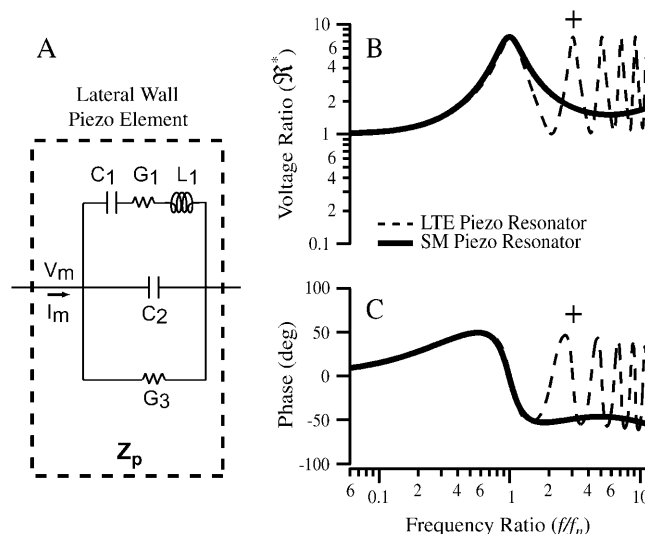 A
Lateral Wall
Piezo Element
C1 G1 L1
Vm
Im
C2
G3
Zp
B
+
Voltage Ratio (ℜ*)
10
6
4
2
1
6
4
2
0.1
LTE Piezo Resonator
SM Piezo Resonator
C
+
Phase (deg)
100
50
0
-50
-100
6 0.1 2 4 6 1 2 4 6 10
Frequency Ratio (f/fn)